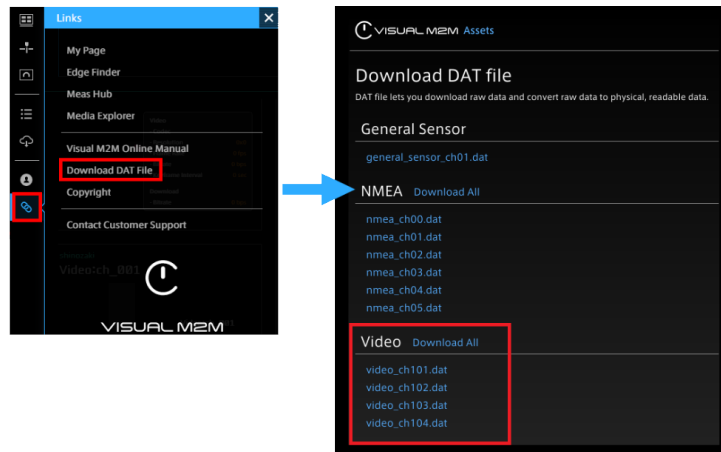 Links
My Page
Edge Finder
Meas Hub
Media Explorer
Visual M2M Online Manual
Download DAT File
Copyright
Contact Customer Support
Video:ch_001
VISUAL M2M
VISUAL M2M Assets
Download DAT file
DAT file lets you download raw data and convert raw data to physical, readable data.
General Sensor
general_sensor_ch01.dat
NMEA Download All
nmea_ch00.dat
nmea_ch01.dat
nmea_ch02.dat
nmea_ch03.dat
nmea_ch04.dat
nmea_ch05.dat
Video Download All
video_ch101.dat
video_ch102.dat
video_ch103.dat
video_ch104.dat